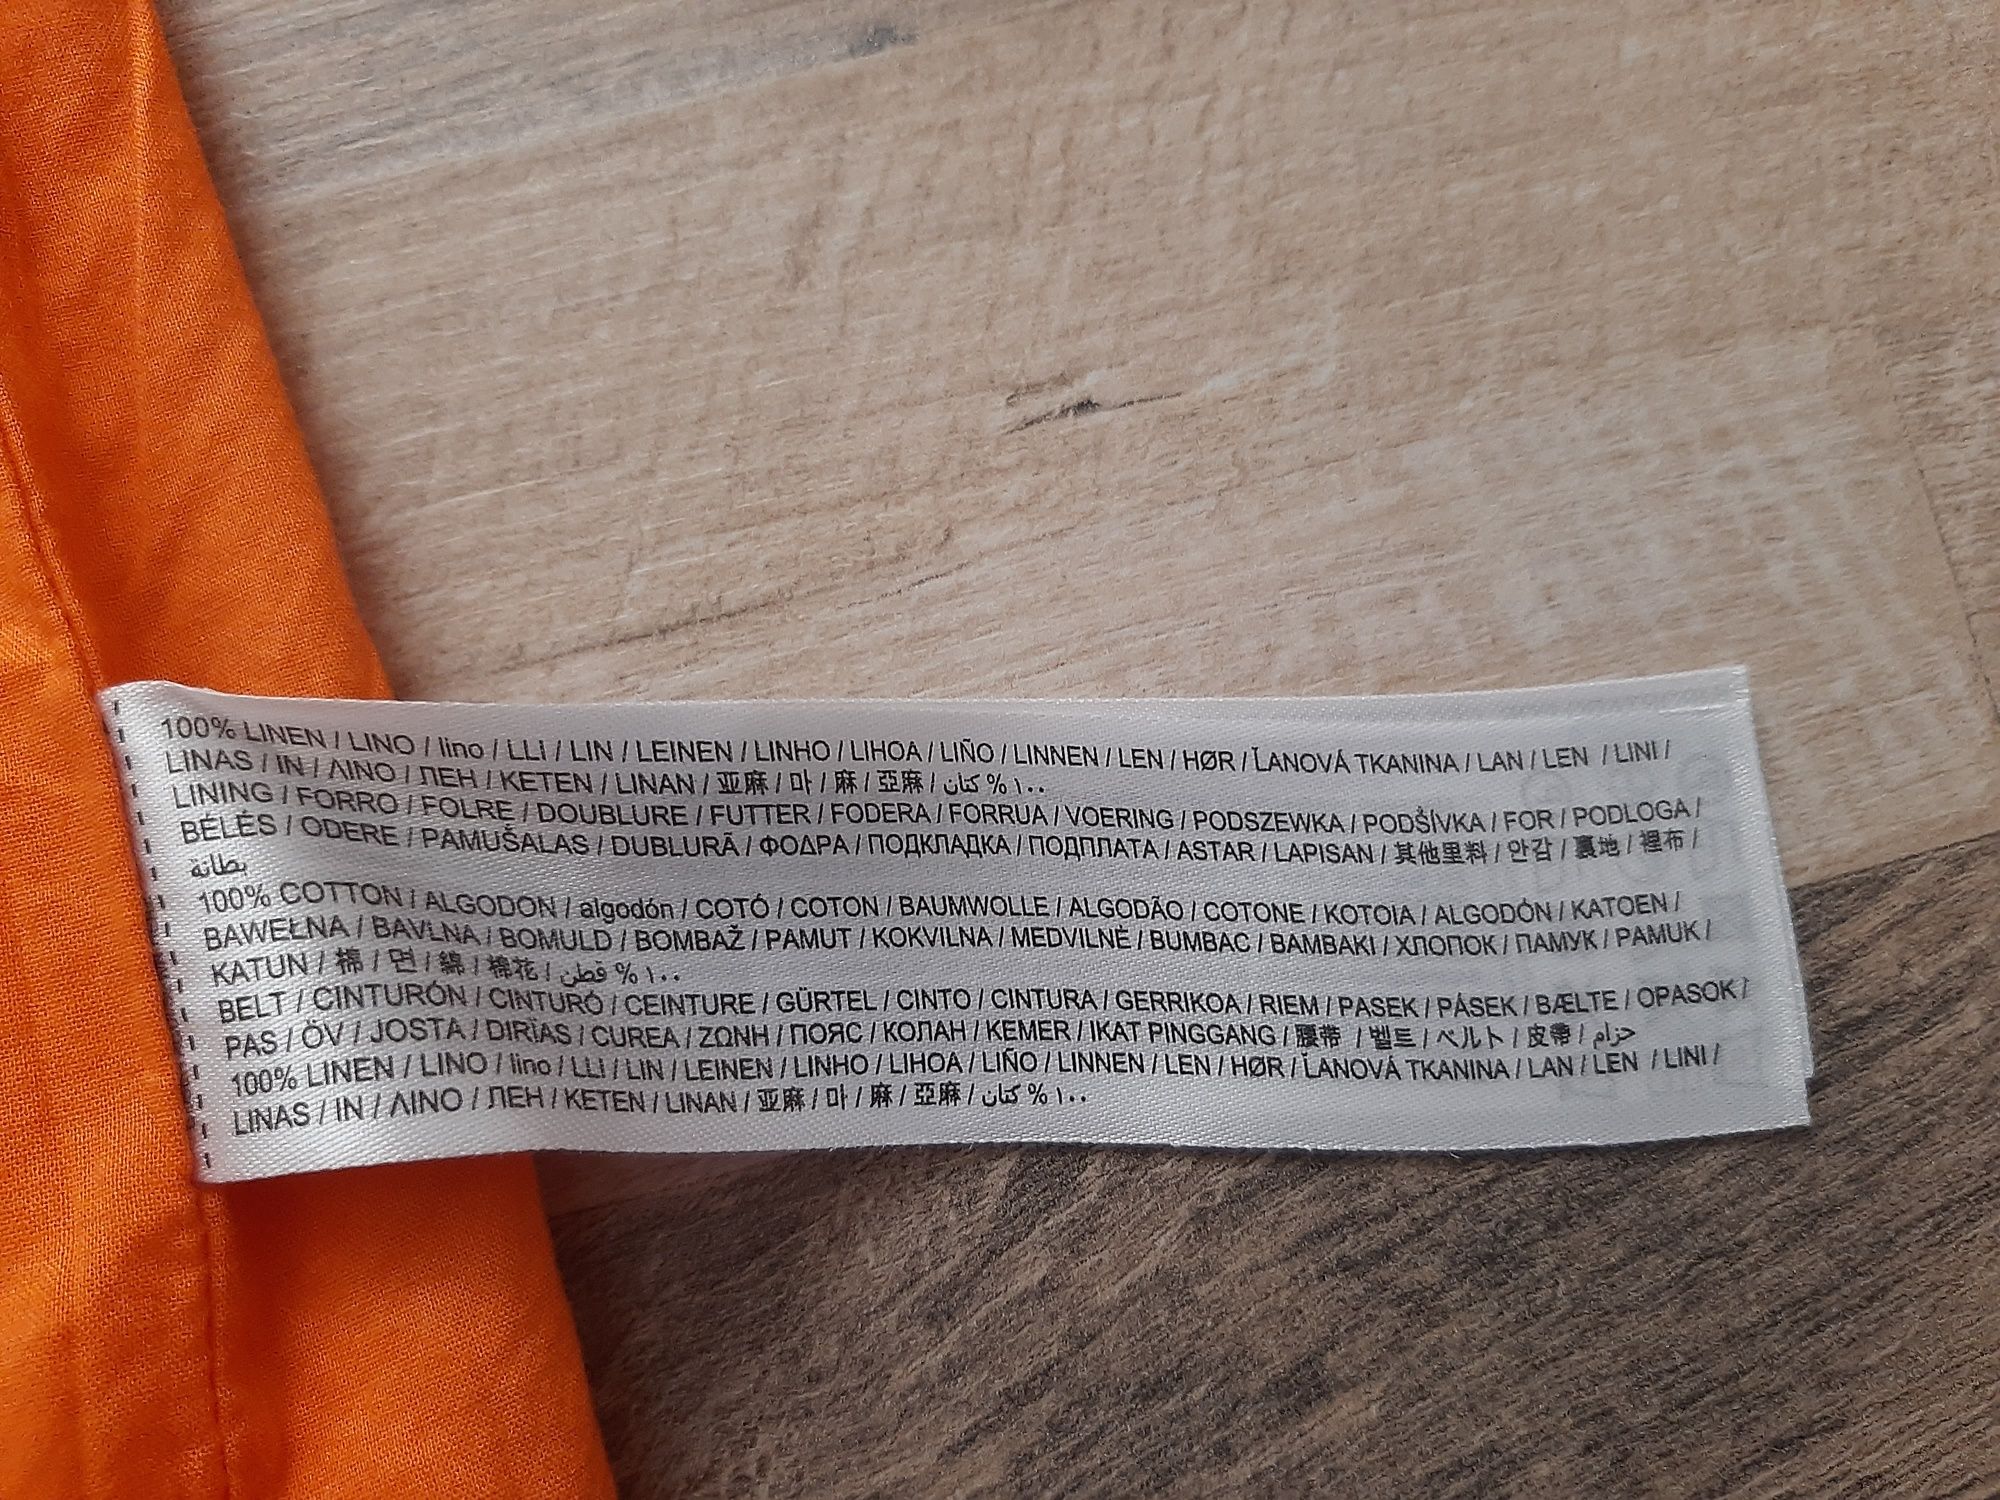 100% LINEN / LINO / lino / LLI / LIN / LEINEN / LINHO / LIHOA / LIÑO / LINNEN / LEN / HØR / ĽANOVÁ TKANINA / LAN / LEN / LINI /
LINAS / IN / ΛΙΝΟ / ЛЕН / KETEN / LINAN / 亚麻 / 마 / 麻 / 亞麻 / كتان % ١٠٠
LINING / FORRO / FOLRE / DOUBLURE / FUTTER / FODERA / FORRUA / VOERING / PODSZEWKA / PODŠÍVKA / FOR / PODLOGA /
BÉLÉS / ODERE / PAMUŠALAS / DUBLURĂ / ΦΟΔΡΑ / ПОДКЛАДКА / ПОДПЛАТА / ASTAR / LAPISAN / 其他里料 / 안감 / 裏地 / 裡布 /
بطانة
100% COTTON / ALGODON / algodón / COTÓ / COTON / BAUMWOLLE / ALGODÃO / COTONE / KOTOIA / ALGODÓN / KATOEN /
BAWEŁNA / BAVLNA / BOMULD / BOMBAŽ / PAMUT / KOKVILNA / MEDVILNĖ / BUMBAC / BAMBAKI / ХЛОПОК / ПАМУК / PAMUK /
KATUN / 棉 / 면 / 綿 / 棉花 / قطن % ١٠٠
BELT / CINTURÓN / CINTURÓ / CEINTURE / GÜRTEL / CINTO / CINTURA / GERRIKOA / RIEM / PASEK / PÁSEK / BÆLTE / OPASOK /
PAS / ÖV / JOSTA / DIRŽAS / CUREA / ΖΩΝΗ / ПОЯС / КОЛАН / KEMER / IKAT PINGGANG / 腰带 / 벨트 / ベルト / 皮帶 / حزام
100% LINEN / LINO / lino / LLI / LIN / LEINEN / LINHO / LIHOA / LIÑO / LINNEN / LEN / HØR / ĽANOVÁ TKANINA / LAN / LEN / LINI /
LINAS / IN / ΛΙΝΟ / ЛЕН / KETEN / LINAN / 亚麻 / 마 / 麻 / 亞麻 / كتان % ١٠٠